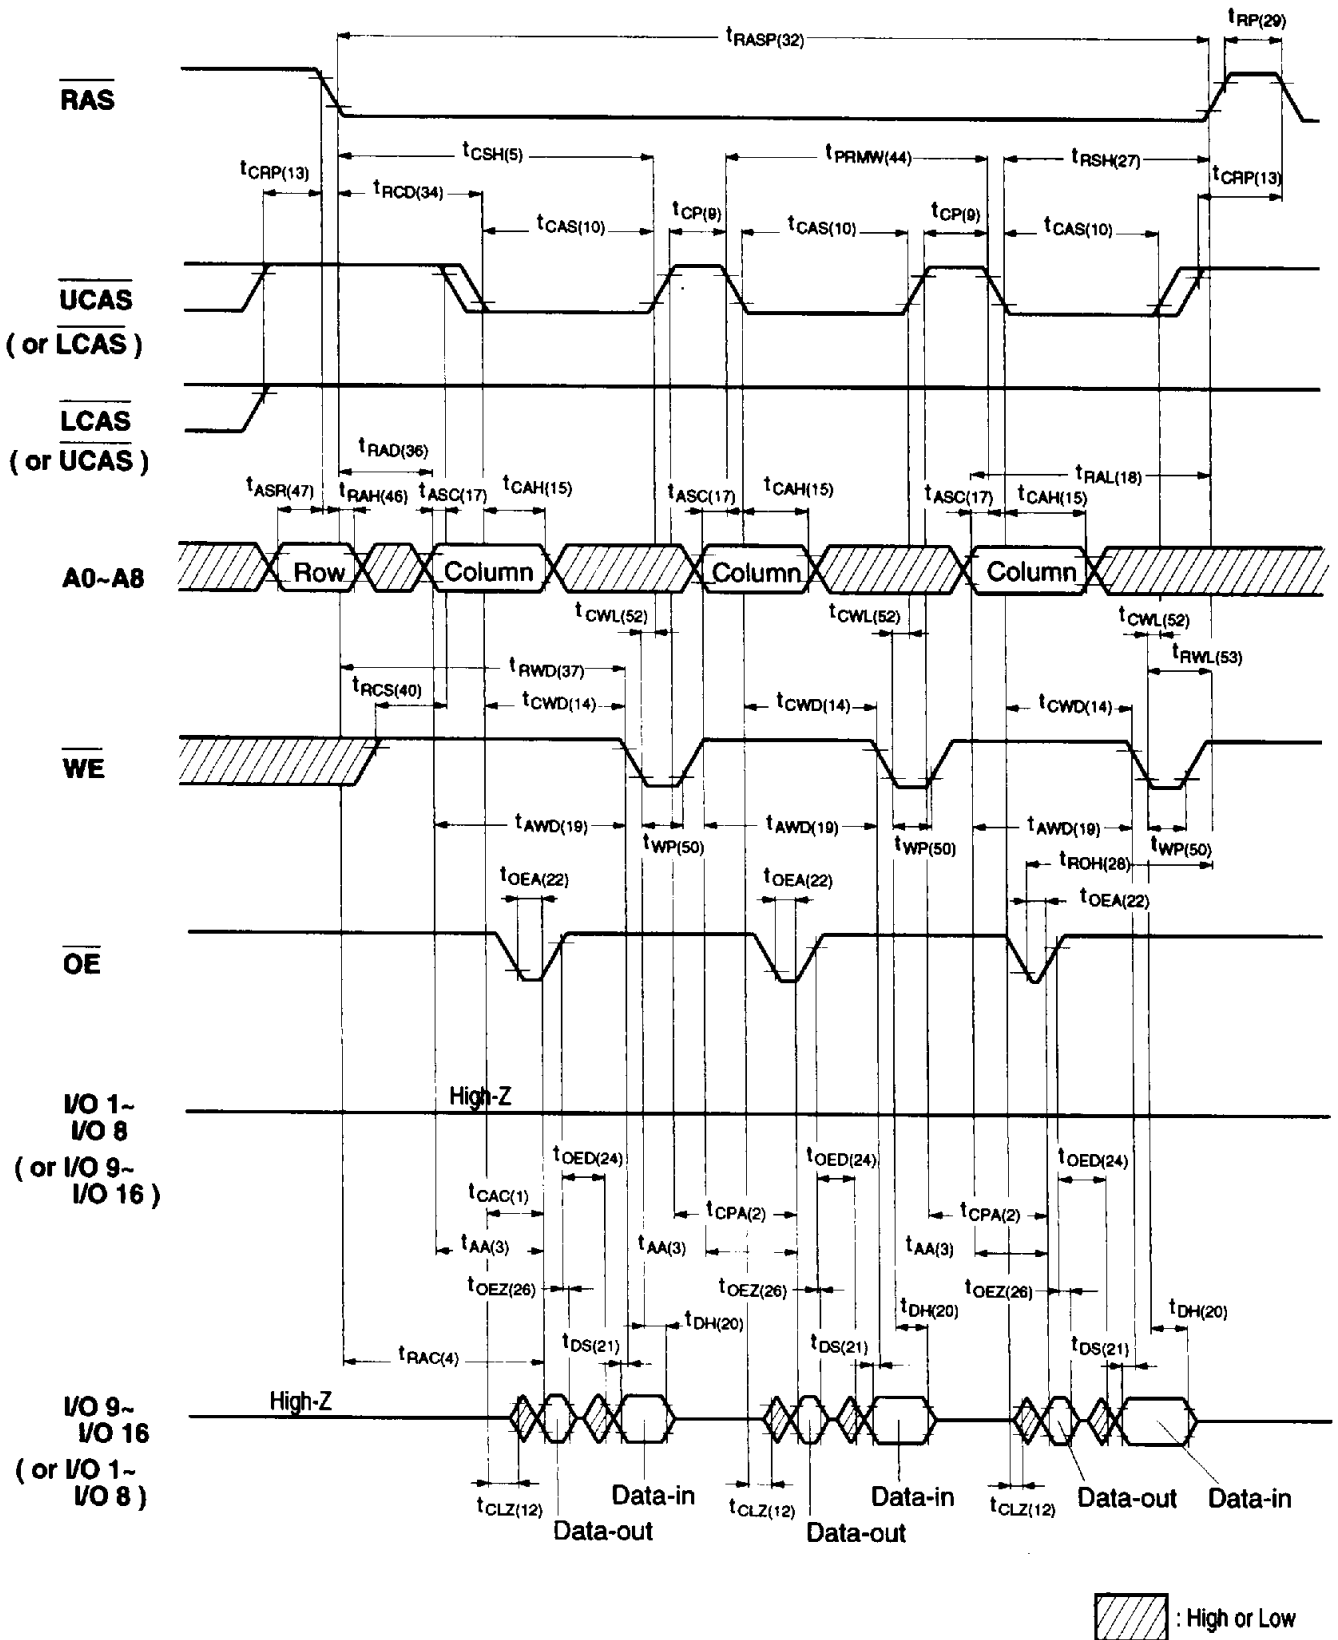 tRASP(32)
tRP(29)
RAS
tCSH(5)
tPRMW(44)
tRSH(27)
tCRP(13)
tRCD(34)
tCRP(13)
tCAS(10)
tCP(9)
tCAS(10)
tCP(9)
tCAS(10)
UCAS
( or LCAS )
LCAS
( or UCAS )
tRAD(36)
tRAL(18)
tASR(47)
tRAH(46)
tASC(17)
tCAH(15)
tASC(17)
tCAH(15)
tASC(17)
tCAH(15)
A0~A8
Row
Column
Column
Column
tCWL(52)
tCWL(52)
tCWL(52)
tRWD(37)
tRWL(53)
tRCS(40)
tCWD(14)
tCWD(14)
tCWD(14)
WE
tAWD(19)
tAWD(19)
tAWD(19)
tWP(50)
tWP(50)
tWP(50)
tROH(28)
tOEA(22)
tOEA(22)
tOEA(22)
OE
High-Z
I/O 1~
I/O 8
( or I/O 9~
I/O 16 )
tOED(24)
tOED(24)
tOED(24)
tCAC(1)
tCPA(2)
tCPA(2)
tAA(3)
tAA(3)
tAA(3)
tOEZ(26)
tOEZ(26)
tOEZ(26)
tDH(20)
tDH(20)
tDH(20)
tRAC(4)
tDS(21)
tDS(21)
tDS(21)
High-Z
I/O 9~
I/O 16
( or I/O 1~
I/O 8 )
tCLZ(12)
Data-in
tCLZ(12)
Data-in
tCLZ(12)
Data-out
Data-in
Data-out
Data-out
: High or Low